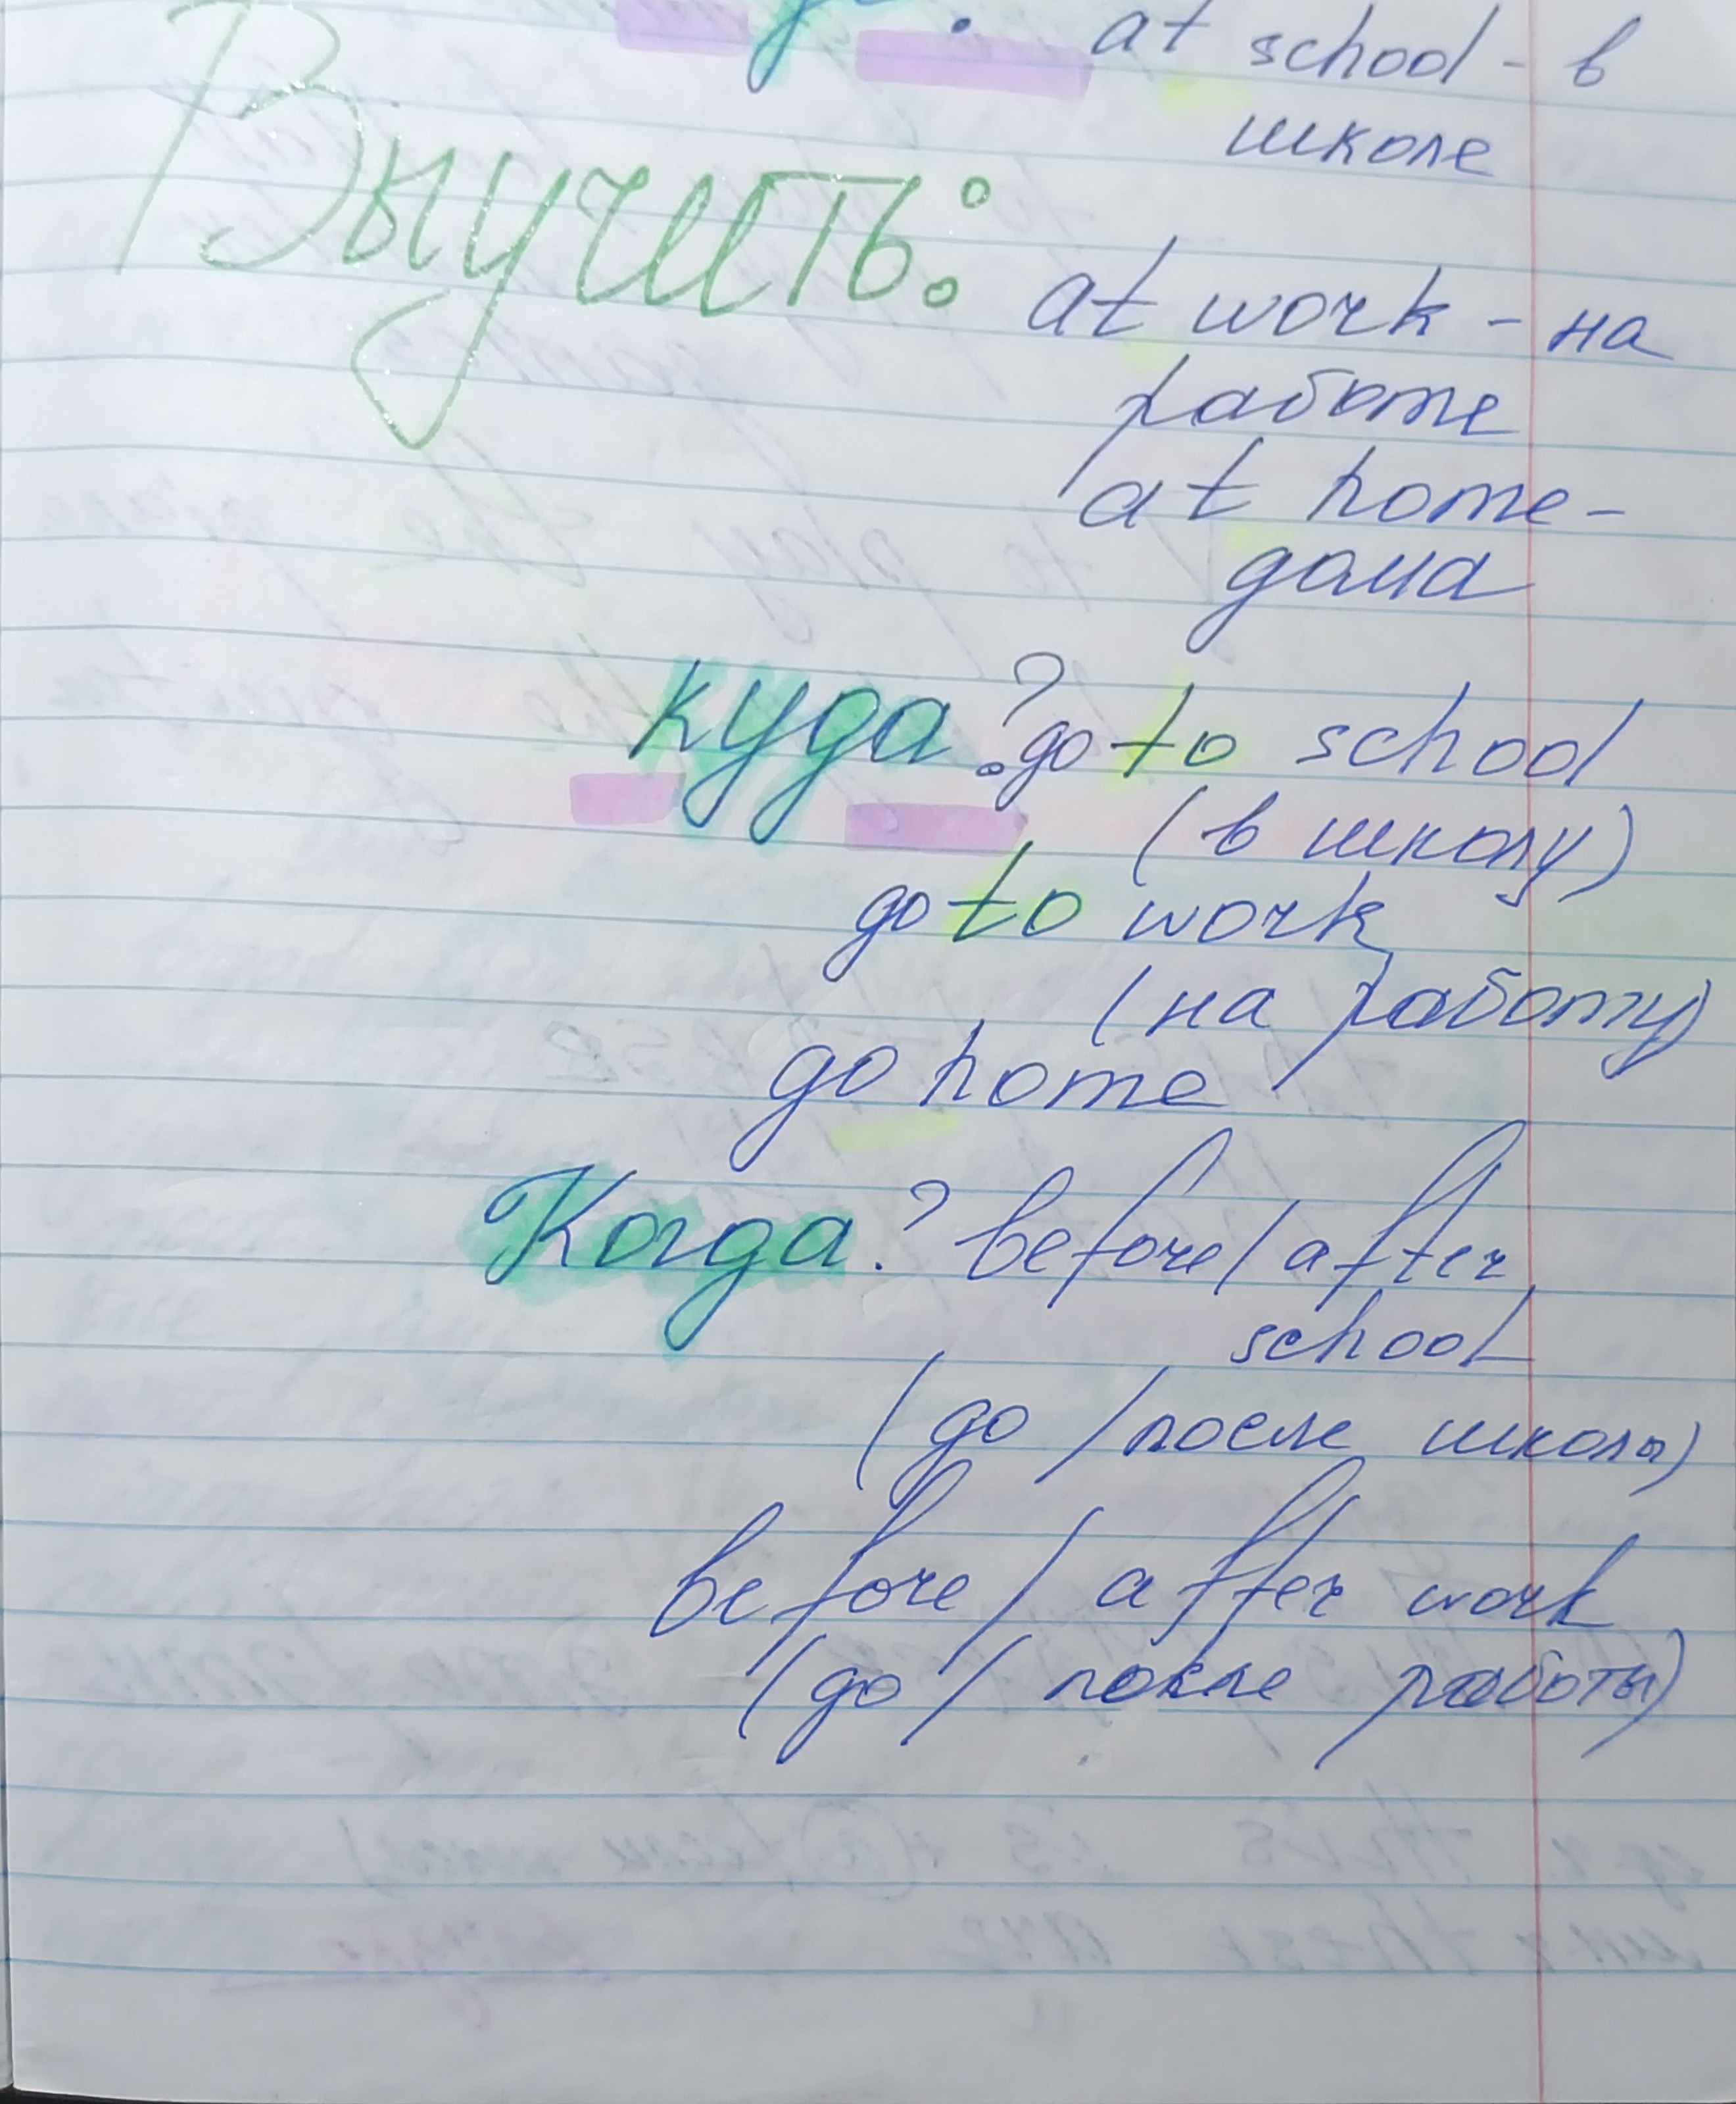 at school - в
школе
Выучить:
at work - на
работе
at home -
дома
куда? go to school
(в школу)
go to work
(на работу)
go home
Когда? before/after
school
(до / после школы)
before / after work
(до / после работы)